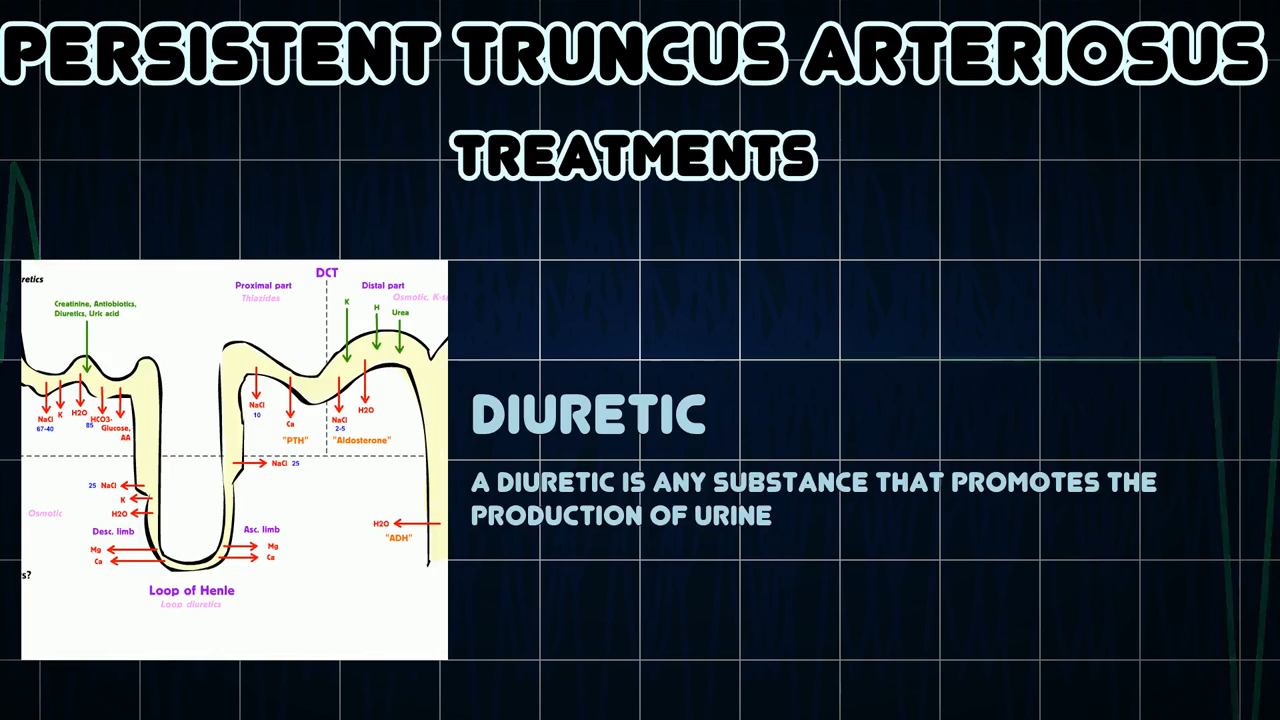 PERSISTENT TRUNCUS ARTERIOSUS
TREATMENTS
retics
DCT
Proximal part
Distal part
Thiazides
Osmotic, K-s
Creatinine, Antiobiotics,
Diuretics, Uric acid
K
H
Urea
NaCl
K
H2O
HCO3-
67-40
85
Glucose,
AA
NaCl
10
Ca
NaCl
2-5
H2O
"PTH"
"Aldosterone"
NaCl 25
25 NaCl
K
H2O
Osmotic
Desc. limb
Asc. limb
H2O
"ADH"
Mg
Ca
Mg
Ca
s?
Loop of Henle
Loop diuretics
DIURETIC
A DIURETIC IS ANY SUBSTANCE THAT PROMOTES THE
PRODUCTION OF URINE